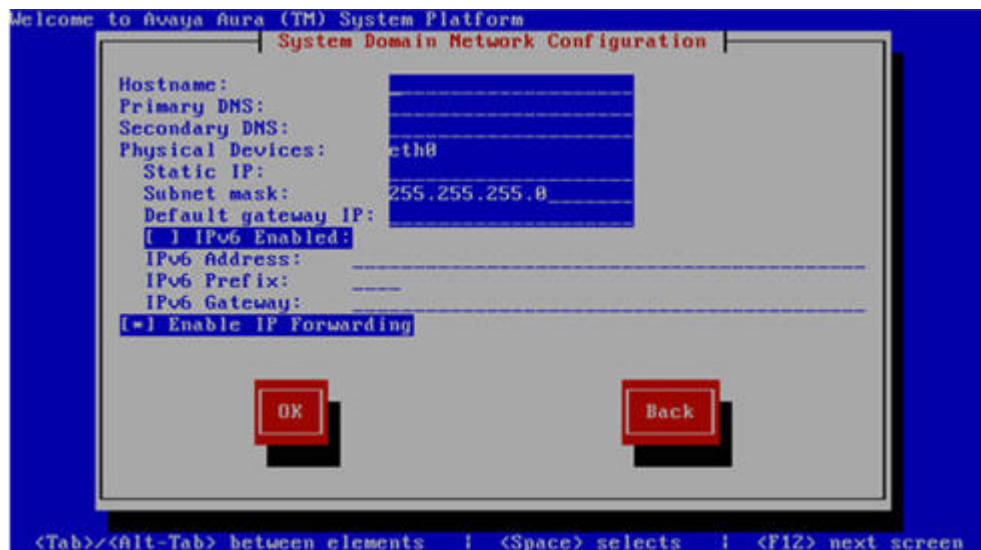 Welcome to Avaya Aura (TM) System Platform
System Domain Network Configuration
Hostname:
Primary DNS:
Secondary DNS:
Physical Devices: eth0
Static IP:
Subnet mask: 255.255.255.0
Default gateway IP:
[ ] IPv6 Enabled:
IPv6 Address:
IPv6 Prefix:
IPv6 Gateway:
[*] Enable IP Forwarding
OK Back
<Tab>/<Alt-Tab> between elements | <Space> selects | <F12> next screen